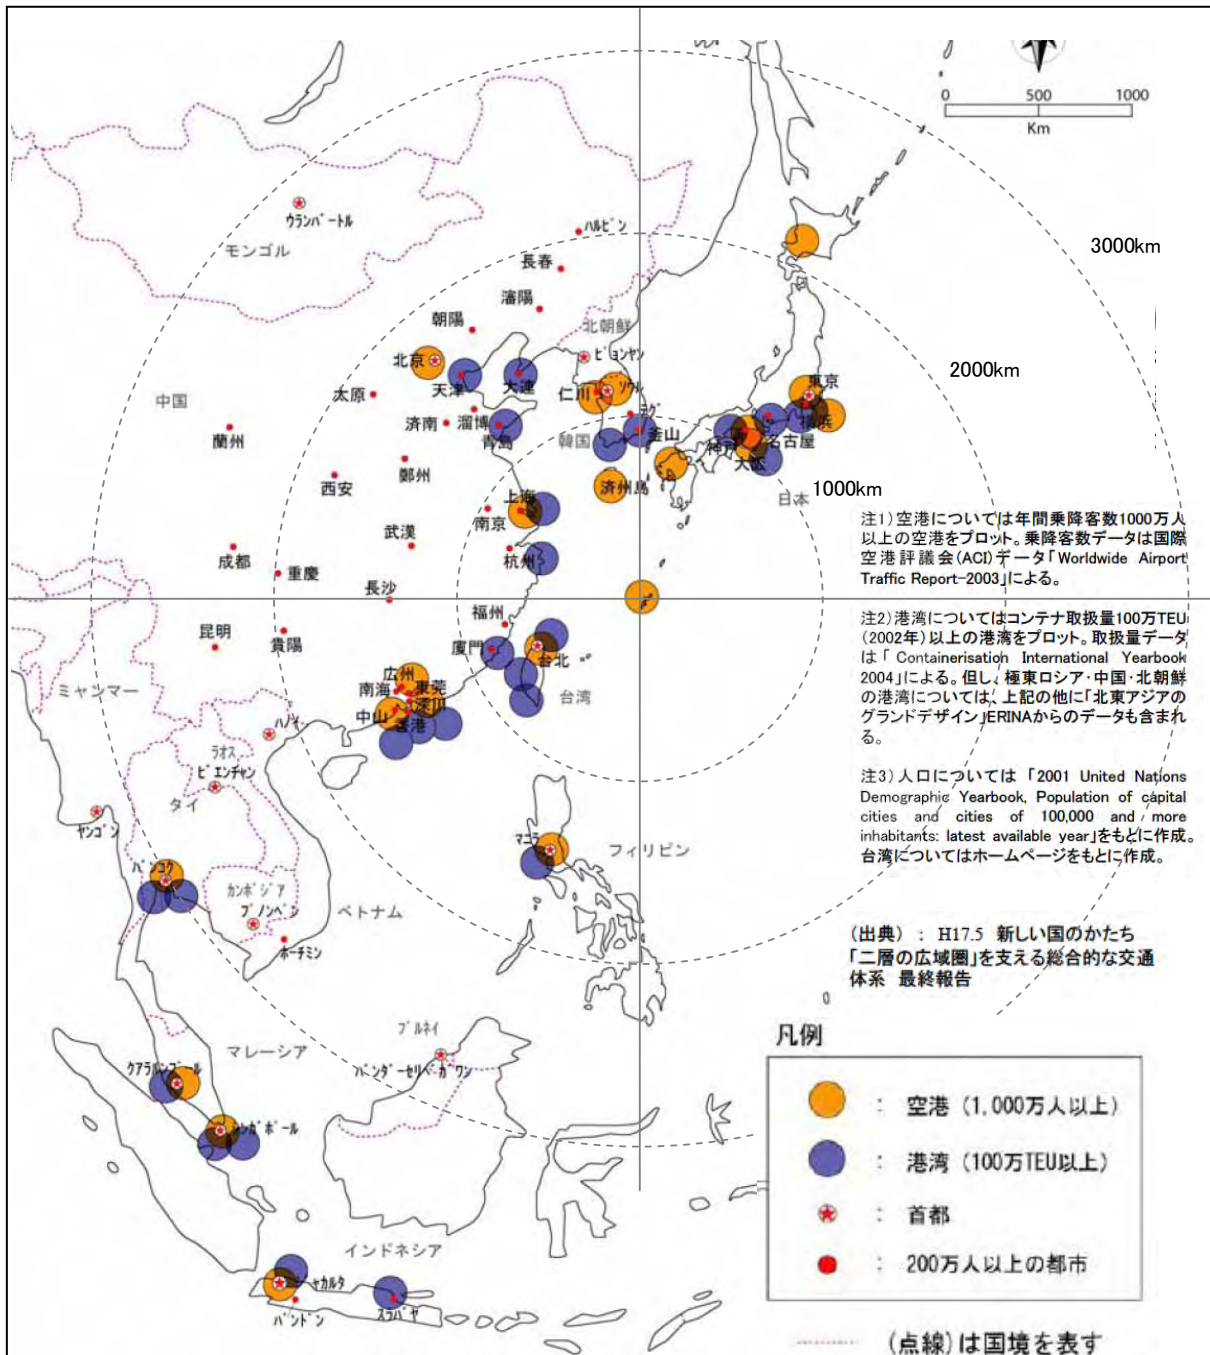 0 500 1000
Km
ウランバートル
モンゴル
ハルビン
長春
瀋陽
朝陽
北朝鮮
ピョンヤン
北京
天津
大連
仁川
ソウル
東京
3000km
2000km
1000km
中国
太原
済南
淄博
青島
韓国
テグ
釜山
神戸
名古屋
横浜
大阪
蘭州
西安
鄭州
済州島
日本
上海
南京
武漢
杭州
成都
重慶
長沙
福州
昆明
貴陽
厦門
台北
台湾
広州
南海
東莞
深圳
中山
香港
ミャンマー
ハノイ
ラオス
ビエンチャン
タイ
ヤンゴン
バンコク
カンボジア
プノンペン
ベトナム
ホーチミン
マニラ
フィリピン
ブルネイ
バンダーセリベガワン
マレーシア
クアラルンプール
シンガポール
インドネシア
ジャカルタ
バンドン
スラバヤ
注1）空港については年間乗降客数1000万人
以上の空港をプロット。乗降客数データは国際
空港評議会(ACI)データ「Worldwide Airport
Traffic Report-2003」による。
注2）港湾についてはコンテナ取扱量100万TEU
（2002年）以上の港湾をプロット。取扱量データ
は「Containerisation International Yearbook
2004」による。但し、極東ロシア・中国・北朝鮮
の港湾については、上記の他に「北東アジアの
グランドデザイン」ERINAからのデータも含まれ
る。
注3）人口については 「2001 United Nations
Demographic Yearbook, Population of capital
cities and cities of 100,000 and more
inhabitants: latest available year」をもとに作成。
台湾についてはホームページをもとに作成。
（出典） ： H17.5 新しい国のかたち
「二層の広域圏」を支える総合的な交通
体系 最終報告
凡例
： 空港（1,000万人以上）
： 港湾（100万TEU以上）
： 首都
： 200万人以上の都市
（点線）は国境を表す